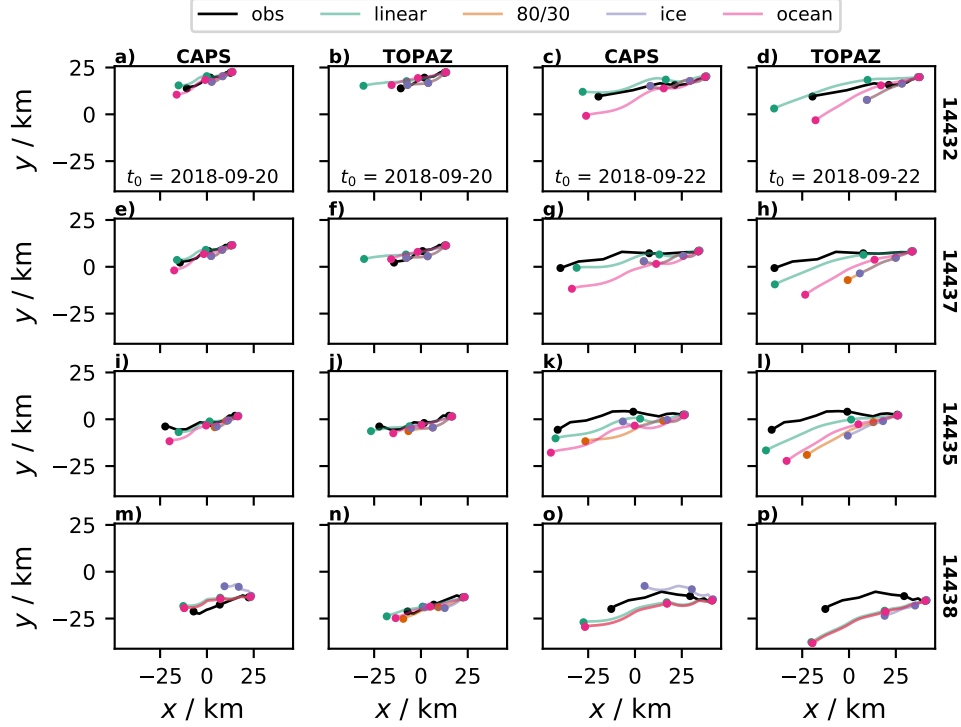 obs linear 80/30 ice ocean
a) CAPS b) TOPAZ c) CAPS d) TOPAZ
25
0
−25
y / km
t0 = 2018-09-20 t0 = 2018-09-20 t0 = 2018-09-22 t0 = 2018-09-22
14432
e) f) g) h)
25
0
−25
y / km
14437
i) j) k) l)
25
0
−25
y / km
14435
m) n) o) p)
25
0
−25
y / km
14438
−25 0 25 −25 0 25 −25 0 25 −25 0 25
x / km x / km x / km x / km